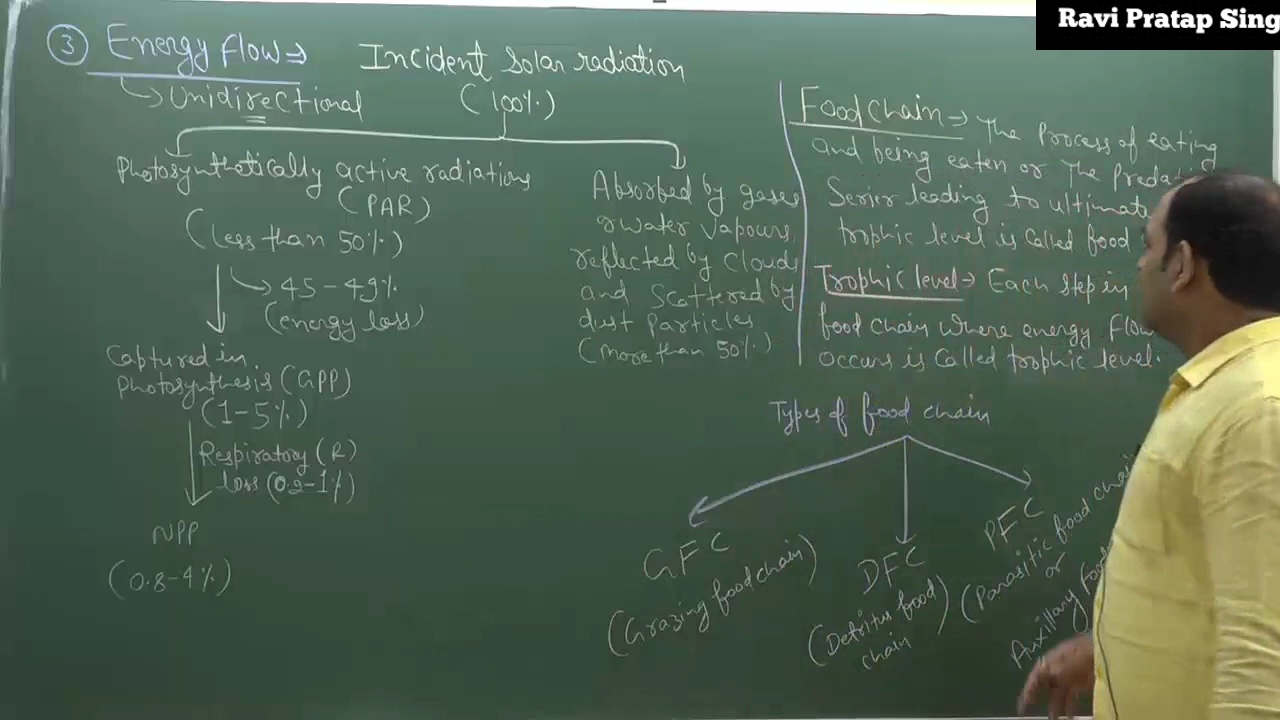 Ravi Pratap Sing
③ Energy flow ⇒
↳ Unidirectional
Incident Solar radiation
(100%.)
Photosynthetically active radiations
(PAR)
(Less than 50%)
↳ 45 – 49%
(energy loss)
Captured in
Photosynthesis (GPP)
(1 – 5%)
Respiratory (R)
loss (0.2–1%)
NPP
(0.8–4%)
Absorbed by gases
& water vapours,
reflected by clouds
and Scattered by
dust Particles
(more than 50%.)
Food chain → The Process of eating
and being eaten or The
Series leading to ultimate
trophic level is called food
Trophic level → Each step in
food chain where energy flow
occurs is Called trophic level.
Types of food chain
GFC
(Grazing food chain)
DFC
(Detritus food
chain)
PFC
(Parasitic food chain
or
Auxillary